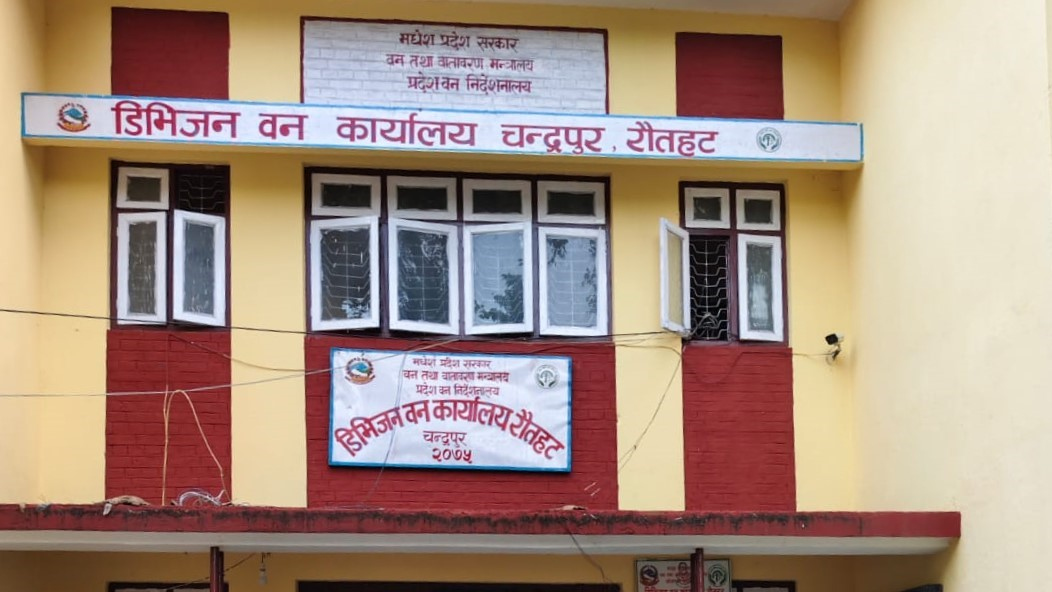 मधेश प्रदेश सरकार
वन तथा वातावरण मन्त्रालय
प्रदेश वन निर्देशनालय
डिभिजन वन कार्यालय चन्द्रपुर, रौतहट
मधेश प्रदेश सरकार
वन तथा वातावरण मन्त्रालय
प्रदेश वन निर्देशनालय
डिभिजन वन कार्यालय रौतहट
चन्द्रपुर
२०७५